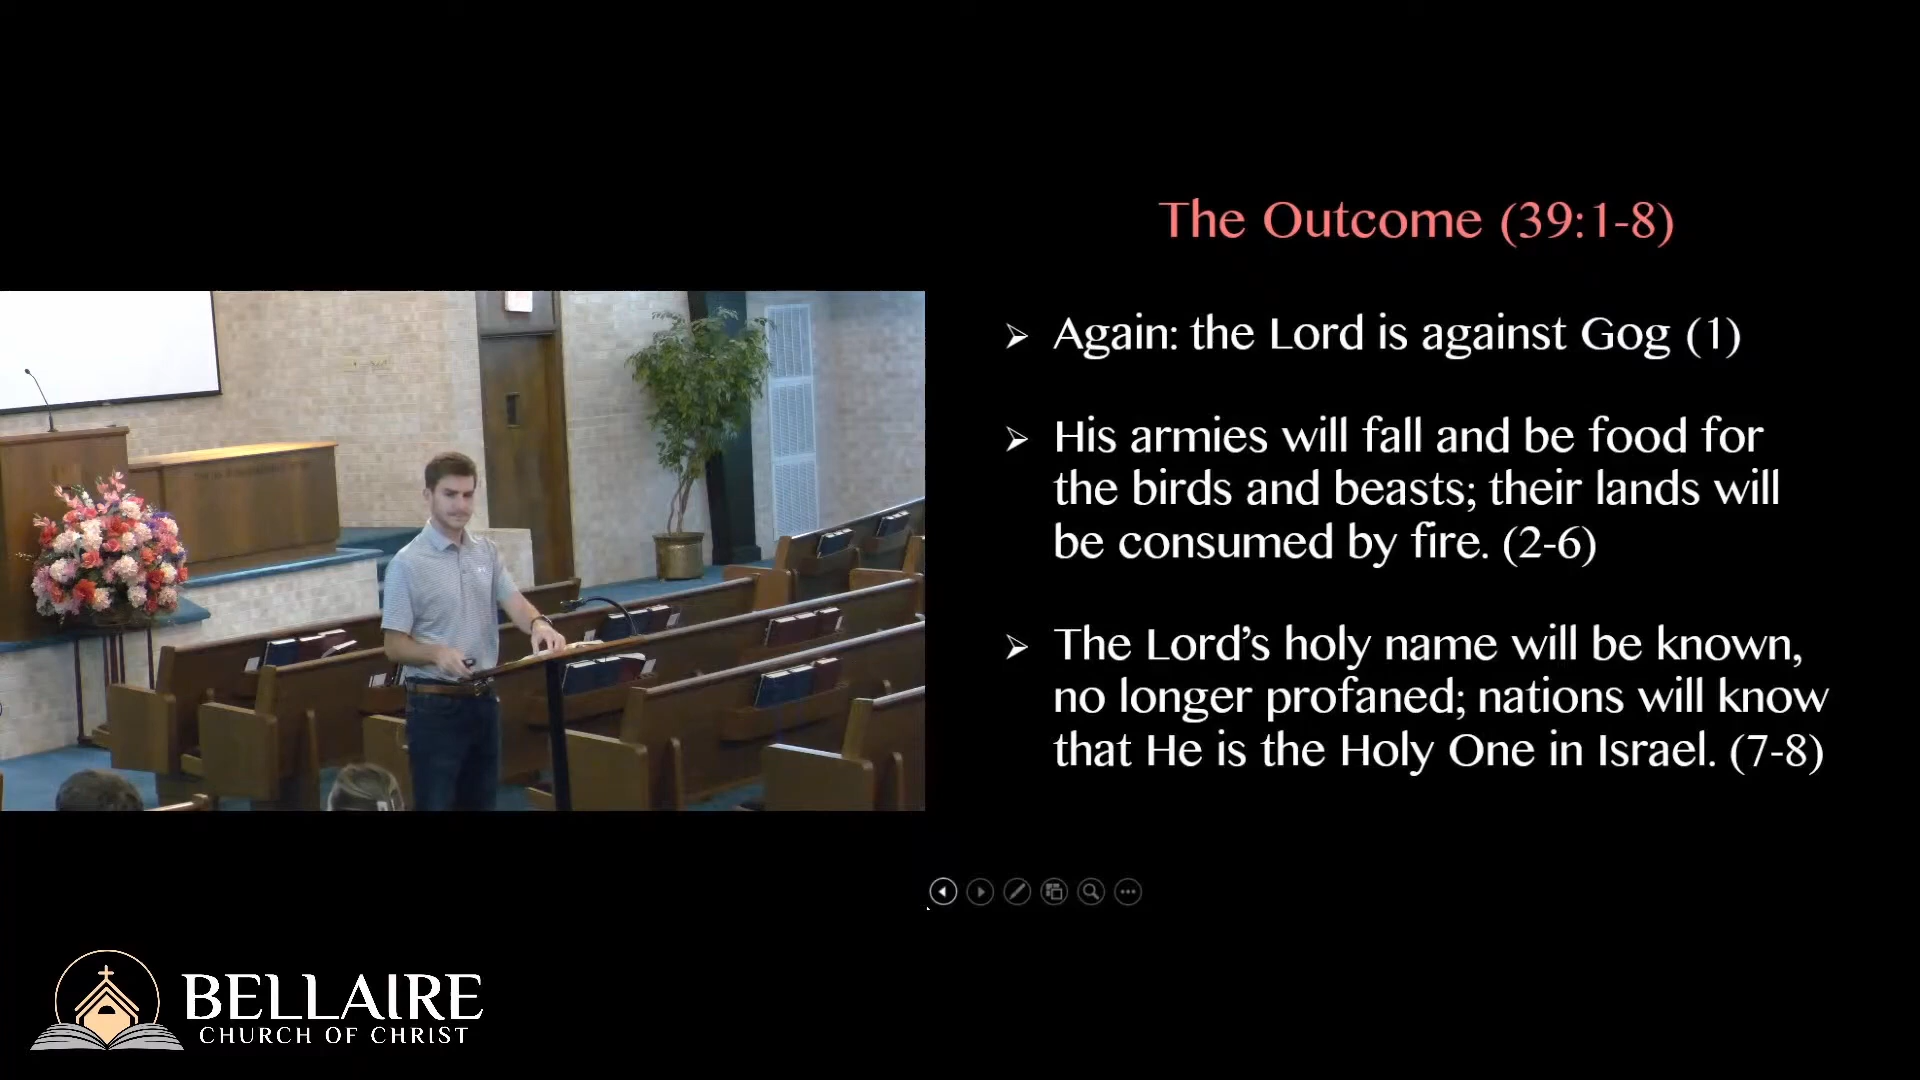 The Outcome (39:1-8)
➢ Again: the Lord is against Gog (1)
➢ His armies will fall and be food for
the birds and beasts; their lands will
be consumed by fire. (2-6)
➢ The Lord’s holy name will be known,
no longer profaned; nations will know
that He is the Holy One in Israel. (7-8)
BELLAIRE
CHURCH OF CHRIST